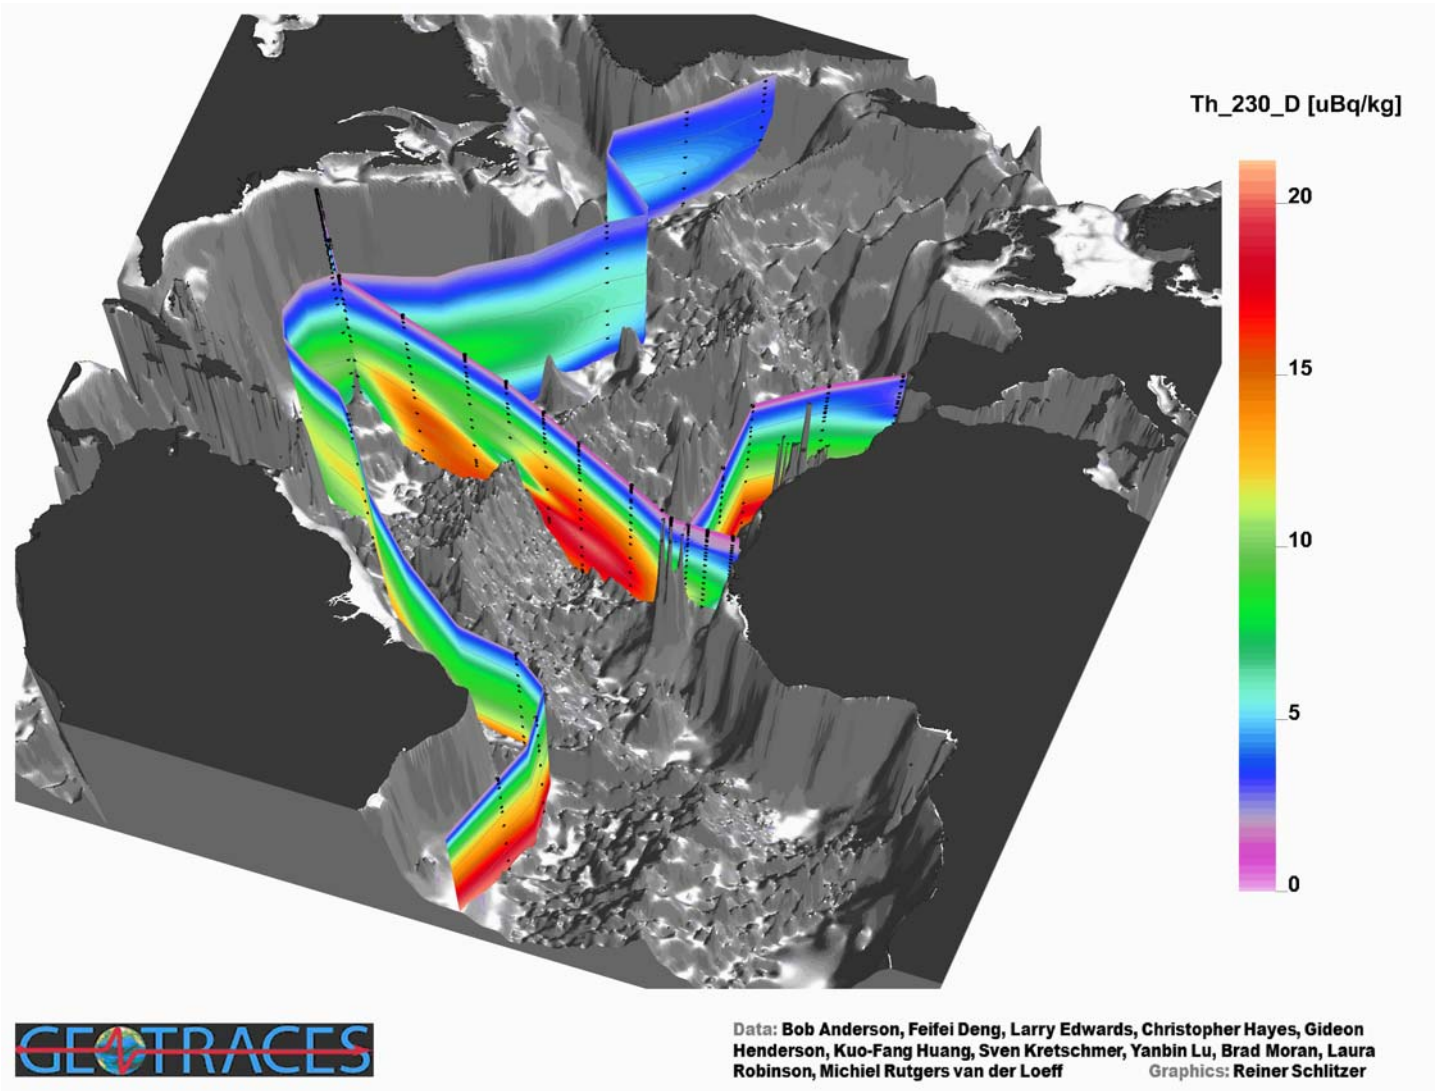 Th_230_D [uBq/kg]
20
15
10
5
0
GEOTRACES
Data: Bob Anderson, Feifei Deng, Larry Edwards, Christopher Hayes, Gideon
Henderson, Kuo-Fang Huang, Sven Kretschmer, Yanbin Lu, Brad Moran, Laura
Robinson, Michiel Rutgers van der Loeff Graphics: Reiner Schlitzer